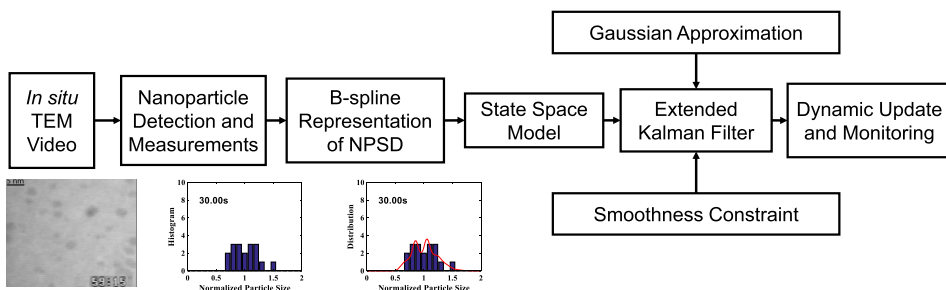 Gaussian Approximation
In situ
TEM
Video
Nanoparticle
Detection and
Measurements
B-spline
Representation
of NPSD
State Space
Model
Extended
Kalman Filter
Dynamic Update
and Monitoring
Smoothness Constraint
59:15
Histogram
10
8
6
4
2
0
30.00s
0 0.5 1 1.5 2
Normalized Particle Size
Distribution
10
8
6
4
2
0
30.00s
0 0.5 1 1.5 2
Normalized Particle Size